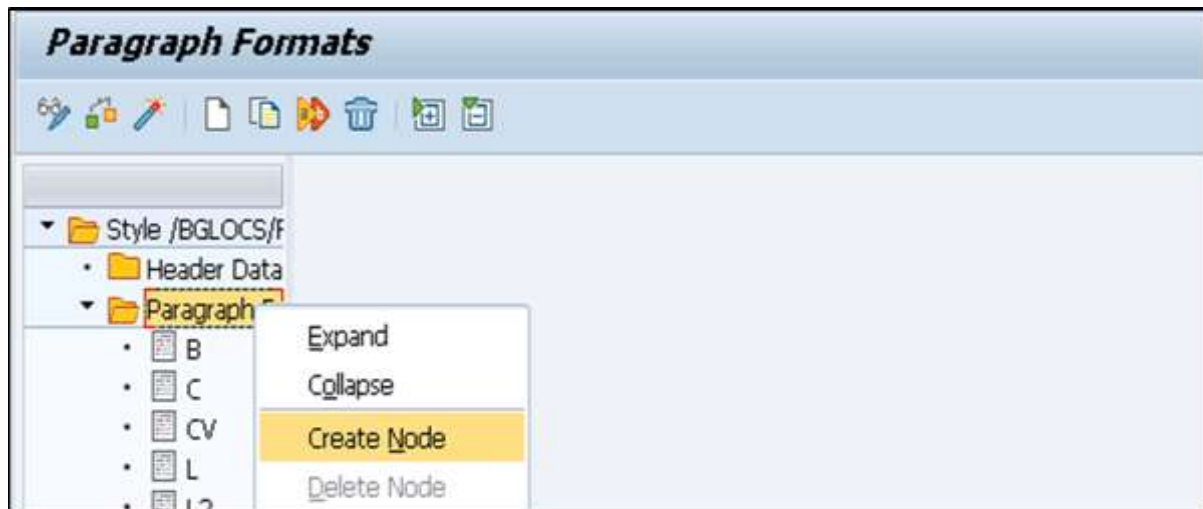 Paragraph Formats
Style /BGLOCS/F
Header Data
Paragraph F
B
Expand
C
Collapse
CV
Create Node
L
Delete Node